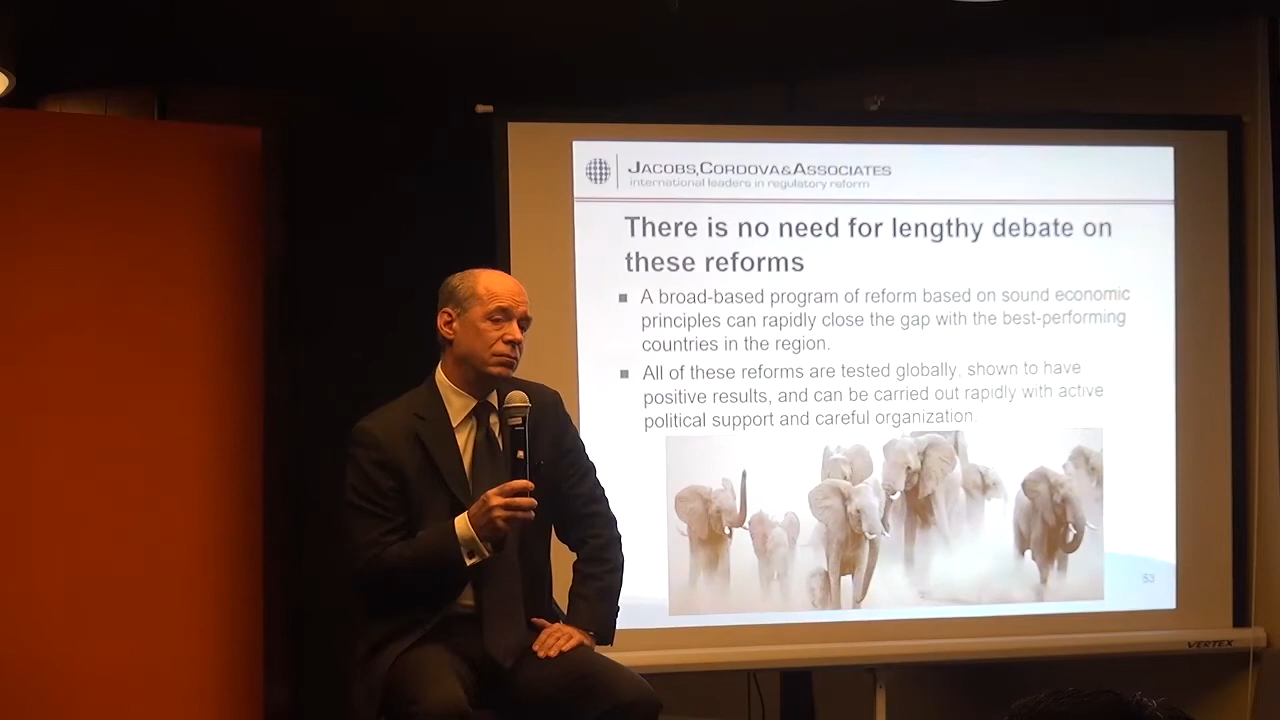 JACOBS, CORDOVA & ASSOCIATES
international leaders in regulatory reform
There is no need for lengthy debate on
these reforms
A broad-based program of reform based on sound economic
principles can rapidly close the gap with the best-performing
countries in the region.
All of these reforms are tested globally, shown to have
positive results, and can be carried out rapidly with active
political support and careful organization
53
VERTEX